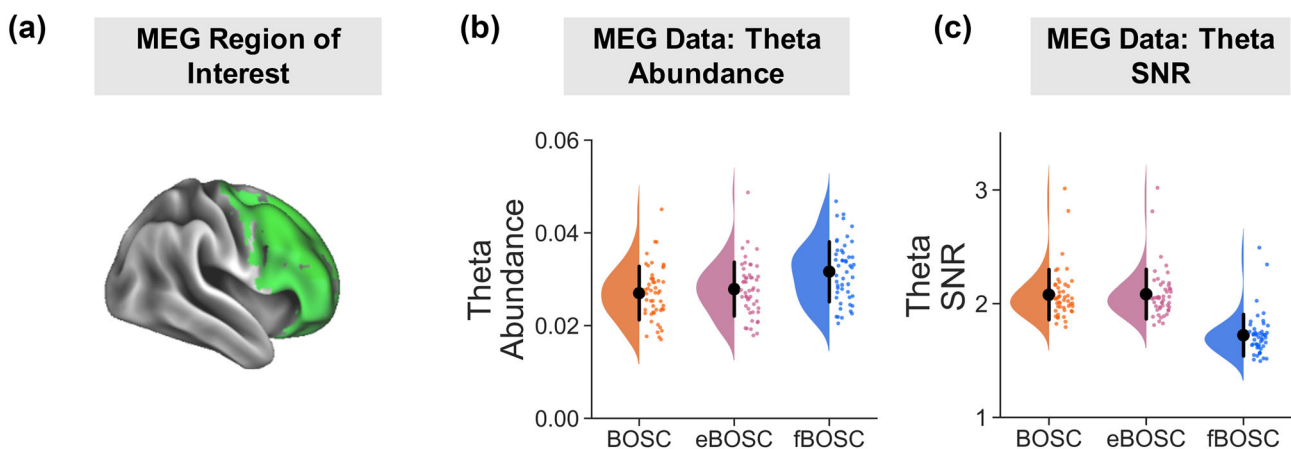 (a)
MEG Region of
Interest
(b)
MEG Data: Theta
Abundance
Theta
Abundance
0.06
0.04
0.02
0.00
BOSC eBOSC fBOSC
(c)
MEG Data: Theta
SNR
Theta
SNR
3
2
1
BOSC eBOSC fBOSC